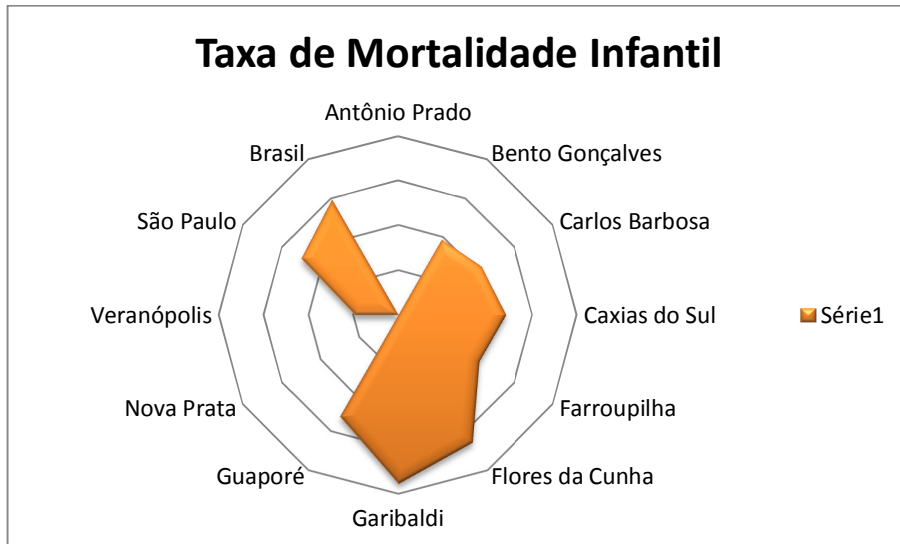 Taxa de Mortalidade Infantil
Antônio Prado
Bento Gonçalves
Carlos Barbosa
Caxias do Sul
Farroupilha
Flores da Cunha
Garibaldi
Guaporé
Nova Prata
Veranópolis
São Paulo
Brasil
Série1